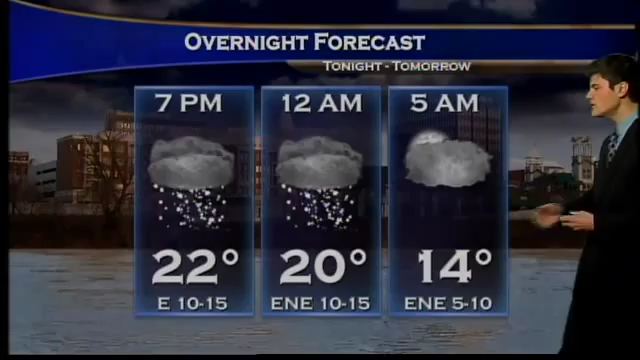 OVERNIGHT FORECAST
TONIGHT - TOMORROW
7 PM
22°
E 10-15
12 AM
20°
ENE 10-15
5 AM
14°
ENE 5-10